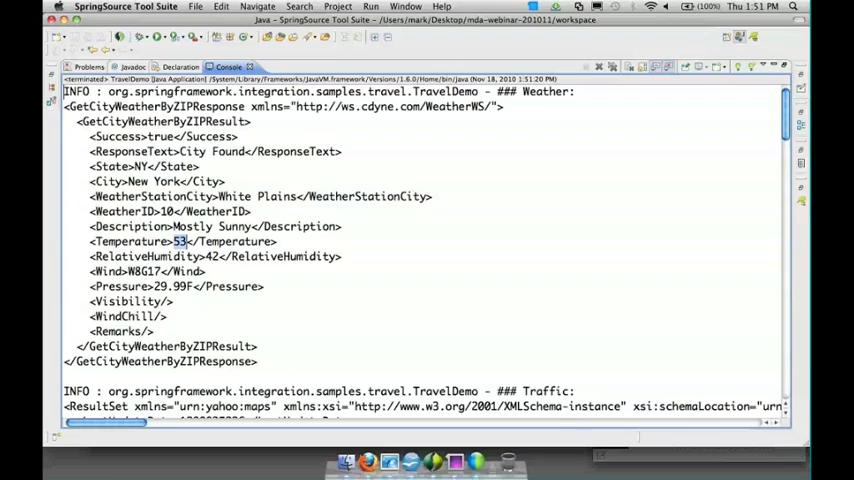 SpringSource Tool Suite File Edit Navigate Search Project Run Window Help (100%) Thu 1:51 PM
Java - SpringSource Tool Suite - /Users/mark/Desktop/mda-webinar-201011/workspace
Problems Javadoc Declaration Console
<terminated> TravelDemo [Java Application] /System/Library/Frameworks/JavaVM.framework/Versions/1.6.0/Home/bin/java (Nov 18, 2010 1:51:20 PM)
INFO : org.springframework.integration.samples.travel.TravelDemo - ### Weather:
<GetCityWeatherByZIPResponse xmlns="http://ws.cdyne.com/WeatherWS/">
<GetCityWeatherByZIPResult>
<Success>true</Success>
<ResponseText>City Found</ResponseText>
<State>NY</State>
<City>New York</City>
<WeatherStationCity>White Plains</WeatherStationCity>
<WeatherID>10</WeatherID>
<Description>Mostly Sunny</Description>
<Temperature>53</Temperature>
<RelativeHumidity>42</RelativeHumidity>
<Wind>W8G17</Wind>
<Pressure>29.99F</Pressure>
<Visibility/>
<WindChill/>
<Remarks/>
</GetCityWeatherByZIPResult>
</GetCityWeatherByZIPResponse>
INFO : org.springframework.integration.samples.travel.TravelDemo - ### Traffic:
<ResultSet xmlns="urn:yahoo:maps" xmlns:xsi="http://www.w3.org/2001/XMLSchema-instance" xsi:schemaLocation="urn